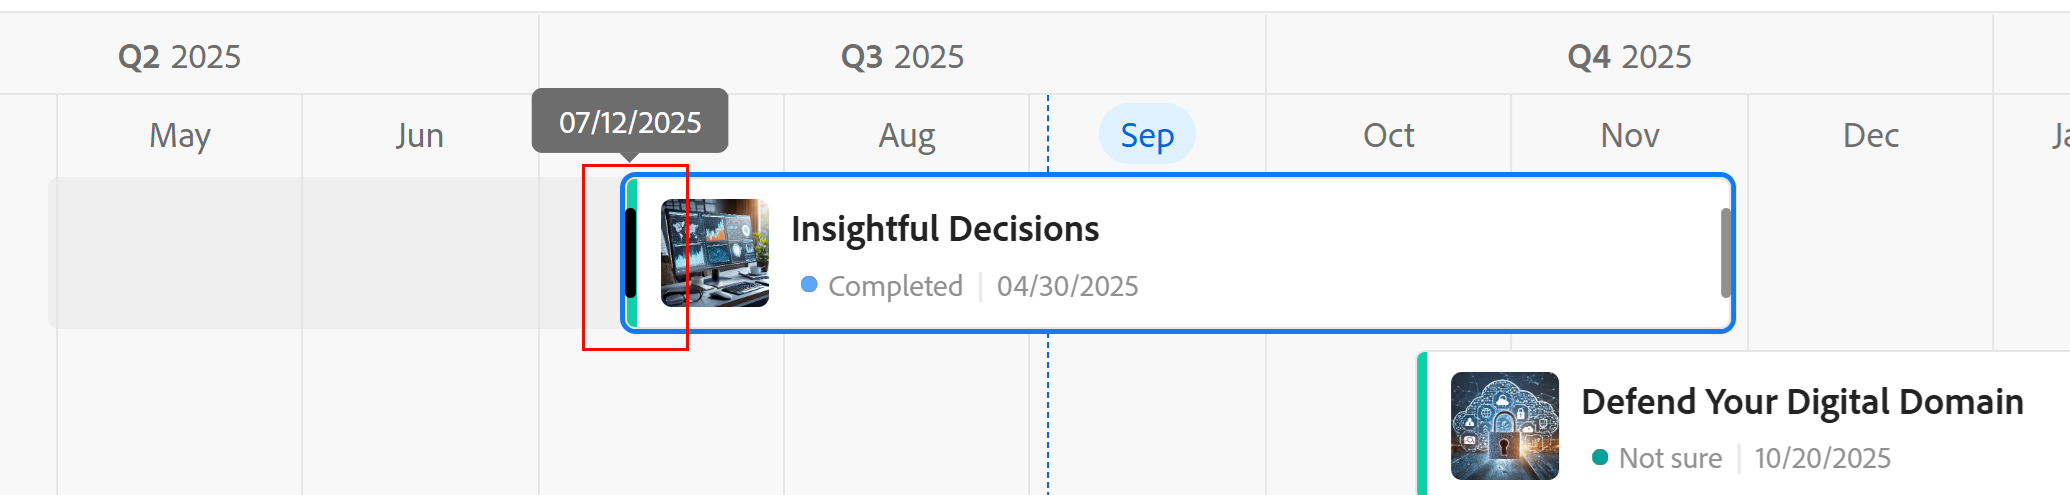 Q2 2025
Q3 2025
Q4 2025
May
Jun
07/12/2025
Aug
Sep
Oct
Nov
Dec
Ja
Insightful Decisions
Completed
04/30/2025
Defend Your Digital Domain
Not sure
10/20/2025